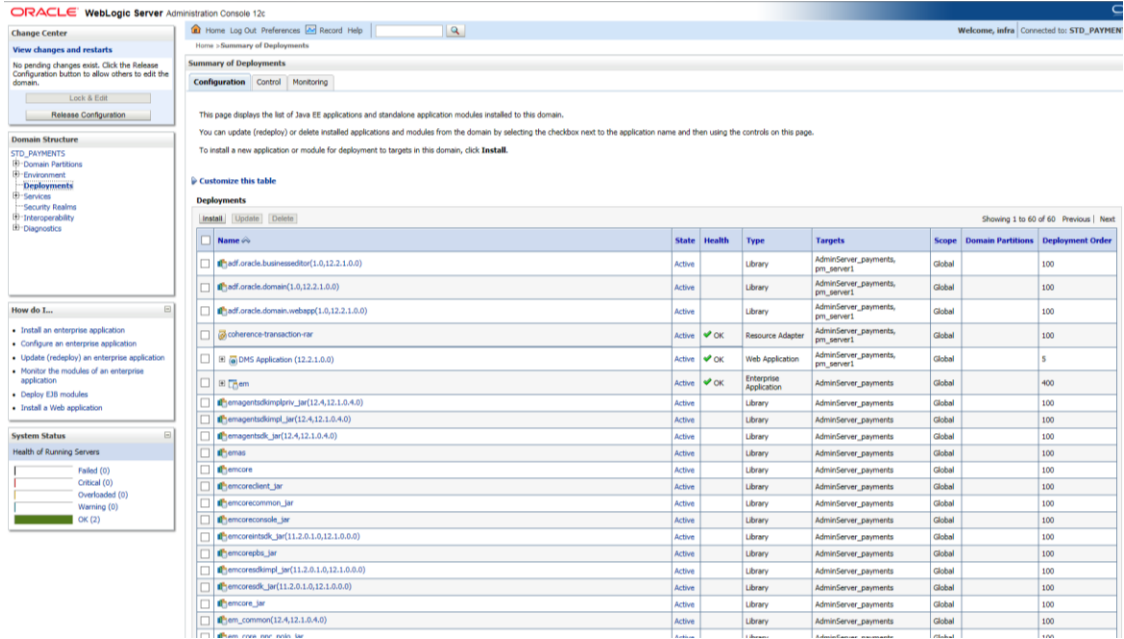 ORACLE WebLogic Server Administration Console 12c
Change Center
View changes and restarts
No pending changes exist. Click the Release
Configuration button to allow others to edit the
domain.
Lock & Edit
Release Configuration
Domain Structure
STD_PAYMENTS
Domain Partitions
Environment
Deployments
Services
Security Realms
Interoperability
Diagnostics
How do I...
Install an enterprise application
Configure an enterprise application
Update (redeploy) an enterprise application
Monitor the modules of an enterprise
application
Deploy EJB modules
Install a Web application
System Status
Health of Running Servers
Failed (0)
Critical (0)
Overloaded (0)
Warning (0)
OK (2)
Home Log Out Preferences Record Help
Welcome, infra Connected to: STD_PAYMEN
Home >Summary of Deployments
Summary of Deployments
Configuration Control Monitoring
This page displays the list of Java EE applications and standalone application modules installed to this domain.
You can update (redeploy) or delete installed applications and modules from the domain by selecting the checkbox next to the application name and then using the controls on this page.
To install a new application or module for deployment to targets in this domain, click Install.
Customize this table
Deployments
Install Update Delete Showing 1 to 60 of 60 Previous Next
Name State Health Type Targets Scope Domain Partitions Deployment Order
adf.oracle.businesseditor(1.0,12.2.1.0.0) Active Library AdminServer_payments, pm_server1 Global 100
adf.oracle.domain(1.0,12.2.1.0.0) Active Library AdminServer_payments, pm_server1 Global 100
adf.oracle.domain.webapp(1.0,12.2.1.0.0) Active Library AdminServer_payments, pm_server1 Global 100
coherence-transaction-rar Active OK Resource Adapter AdminServer_payments, pm_server1 Global 100
DMS Application (12.2.1.0.0) Active OK Web Application AdminServer_payments, pm_server1 Global 5
em Active OK Enterprise Application AdminServer_payments Global 400
emagentsdkimplpriv_jar(12.4,12.1.0.4.0) Active Library AdminServer_payments Global 100
emagentsdkimpl_jar(12.4,12.1.0.4.0) Active Library AdminServer_payments Global 100
emagentsdk_jar(12.4,12.1.0.4.0) Active Library AdminServer_payments Global 100
emas Active Library AdminServer_payments Global 100
emcore Active Library AdminServer_payments Global 100
emcoreclient_jar Active Library AdminServer_payments Global 100
emcorecommon_jar Active Library AdminServer_payments Global 100
emcoreconsole_jar Active Library AdminServer_payments Global 100
emcoreintsdk_jar(11.2.0.1.0,12.1.0.0.0) Active Library AdminServer_payments Global 100
emcorepbs_jar Active Library AdminServer_payments Global 100
emcoresdkimpl_jar(11.2.0.1.0,12.1.0.0.0) Active Library AdminServer_payments Global 100
emcoresdk_jar(11.2.0.1.0,12.1.0.0.0) Active Library AdminServer_payments Global 100
emcore_jar Active Library AdminServer_payments Global 100
em_common(12.4,12.1.0.4.0) Active Library AdminServer_payments Global 100
Active Library AdminServer_payments Global 100